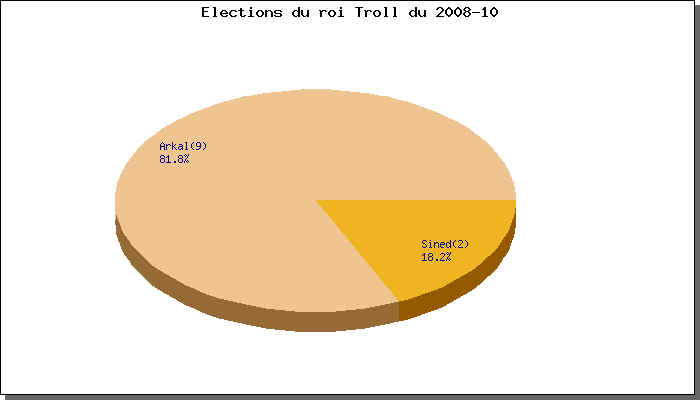 Elections du roi Troll du 2008-10
Arkal(9)
81.8%
Sined(2)
18.2%